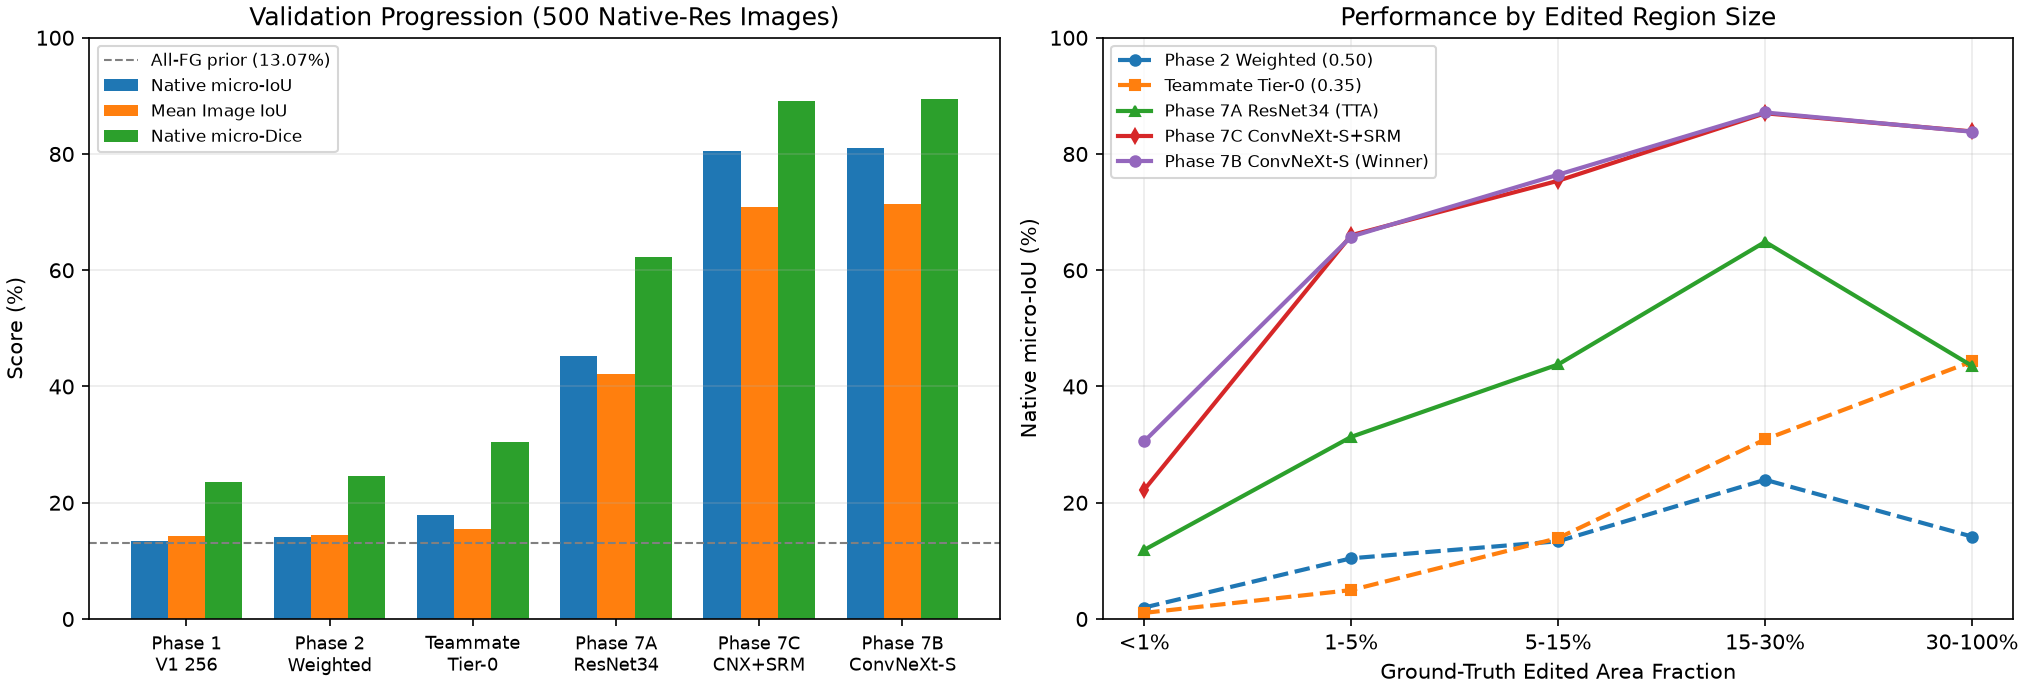 Validation Progression (500 Native-Res Images)
Score (%)
100
80
60
40
20
0
All-FG prior (13.07%)
Native micro-IoU
Mean Image IoU
Native micro-Dice
Phase 1
V1 256
Phase 2
Weighted
Teammate
Tier-0
Phase 7A
ResNet34
Phase 7C
CNX+SRM
Phase 7B
ConvNeXt-S
Performance by Edited Region Size
Native micro-IoU (%)
100
80
60
40
20
0
Phase 2 Weighted (0.50)
Teammate Tier-0 (0.35)
Phase 7A ResNet34 (TTA)
Phase 7C ConvNeXt-S+SRM
Phase 7B ConvNeXt-S (Winner)
<1%
1-5%
5-15%
15-30%
30-100%
Ground-Truth Edited Area Fraction